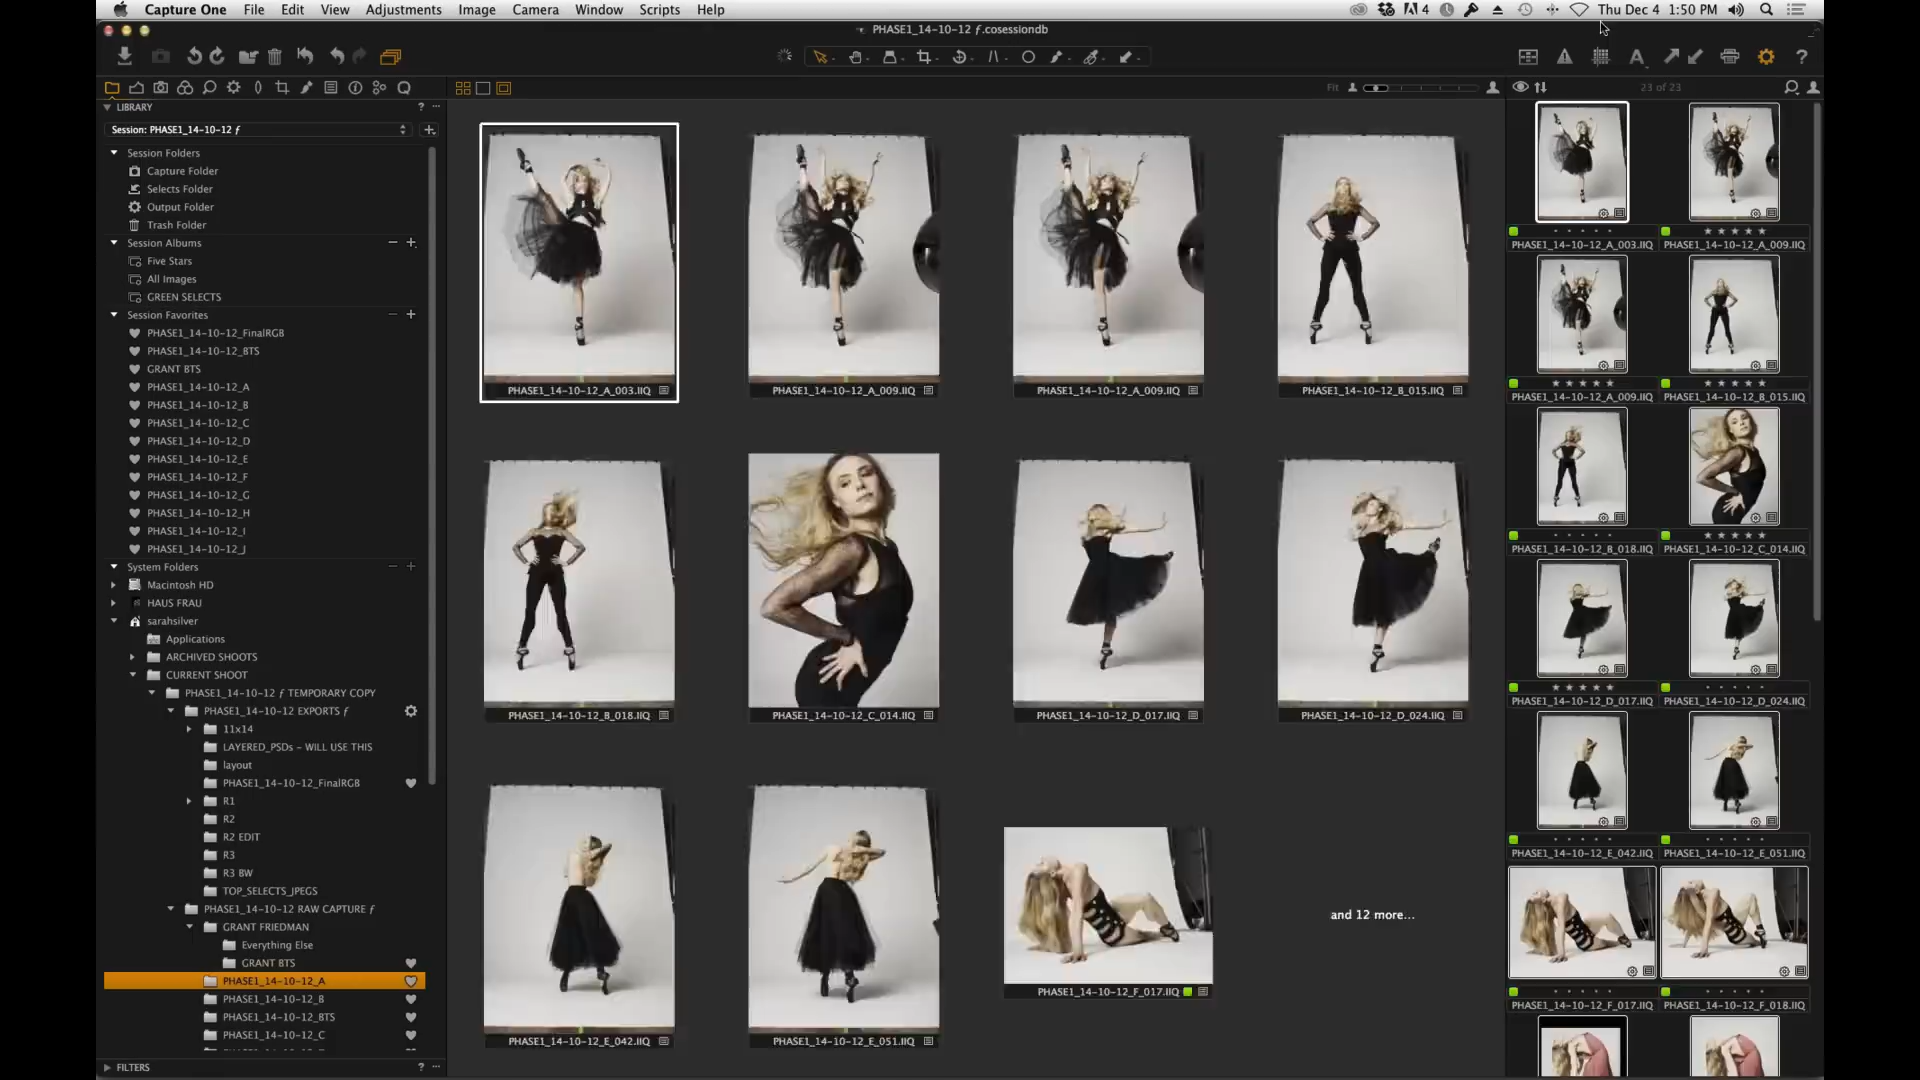 Capture One File Edit View Adjustments Image Camera Window Scripts Help 4 Thu Dec 4 1:50 PM
PHASE1_14-10-12 ƒ.cosessiondb
Fit
23 of 23
LIBRARY ? ...
Session: PHASE1_14-10-12 ƒ
Session Folders
Capture Folder
Selects Folder
Output Folder
Trash Folder
Session Albums
Five Stars
All Images
GREEN SELECTS
Session Favorites
PHASE1_14-10-12_FinalRGB
PHASE1_14-10-12_BTS
GRANT BTS
PHASE1_14-10-12_A
PHASE1_14-10-12_B
PHASE1_14-10-12_C
PHASE1_14-10-12_D
PHASE1_14-10-12_E
PHASE1_14-10-12_F
PHASE1_14-10-12_G
PHASE1_14-10-12_H
PHASE1_14-10-12_I
PHASE1_14-10-12_J
System Folders
Macintosh HD
HAUS FRAU
sarahsilver
Applications
ARCHIVED SHOOTS
CURRENT SHOOT
PHASE1_14-10-12 ƒ TEMPORARY COPY
PHASE1_14-10-12 EXPORTS ƒ
11x14
LAYERED_PSDs - WILL USE THIS
layout
PHASE1_14-10-12_FinalRGB
R1
R2
R2 EDIT
R3
R3 BW
TOP_SELECTS_JPEGS
PHASE1_14-10-12 RAW CAPTURE ƒ
GRANT FRIEDMAN
Everything Else
GRANT BTS
PHASE1_14-10-12_A
PHASE1_14-10-12_B
PHASE1_14-10-12_BTS
PHASE1_14-10-12_C
FILTERS ? ...
PHASE1_14-10-12_A_003.IIQ
PHASE1_14-10-12_A_009.IIQ
PHASE1_14-10-12_A_009.IIQ
PHASE1_14-10-12_B_015.IIQ
PHASE1_14-10-12_B_018.IIQ
PHASE1_14-10-12_C_014.IIQ
PHASE1_14-10-12_D_017.IIQ
PHASE1_14-10-12_D_024.IIQ
PHASE1_14-10-12_E_042.IIQ
PHASE1_14-10-12_E_051.IIQ
PHASE1_14-10-12_F_017.IIQ
and 12 more...
PHASE1_14-10-12_A_003.IIQ
PHASE1_14-10-12_A_009.IIQ
PHASE1_14-10-12_A_009.IIQ
PHASE1_14-10-12_B_015.IIQ
PHASE1_14-10-12_B_018.IIQ
PHASE1_14-10-12_C_014.IIQ
PHASE1_14-10-12_D_017.IIQ
PHASE1_14-10-12_D_024.IIQ
PHASE1_14-10-12_E_042.IIQ
PHASE1_14-10-12_E_051.IIQ
PHASE1_14-10-12_F_017.IIQ
PHASE1_14-10-12_F_018.IIQ